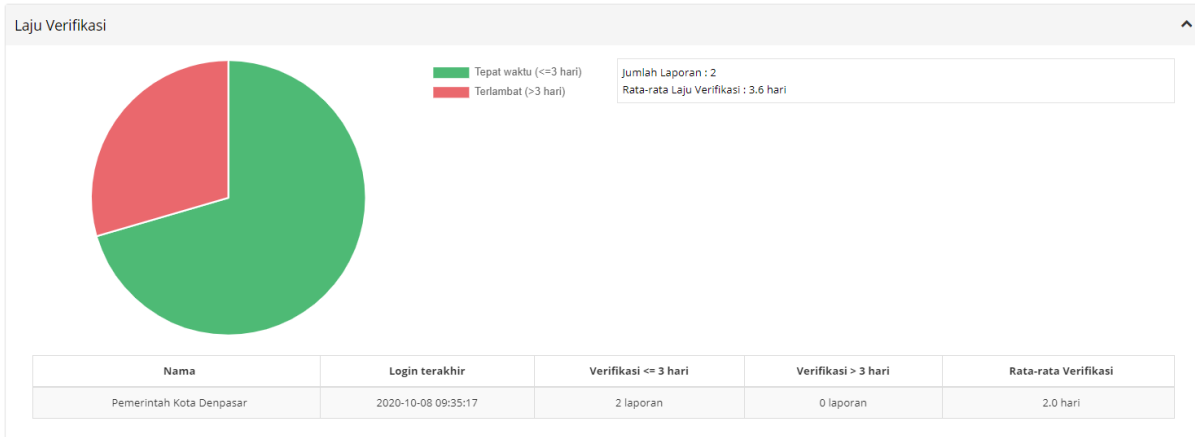 Laju Verifikasi
Tepat waktu (<=3 hari)
Terlambat (>3 hari)
Jumlah Laporan : 2
Rata-rata Laju Verifikasi : 3.6 hari
Nama Login terakhir Verifikasi <= 3 hari Verifikasi > 3 hari Rata-rata Verifikasi
Pemerintah Kota Denpasar 2020-10-08 09:35:17 2 laporan 0 laporan 2.0 hari